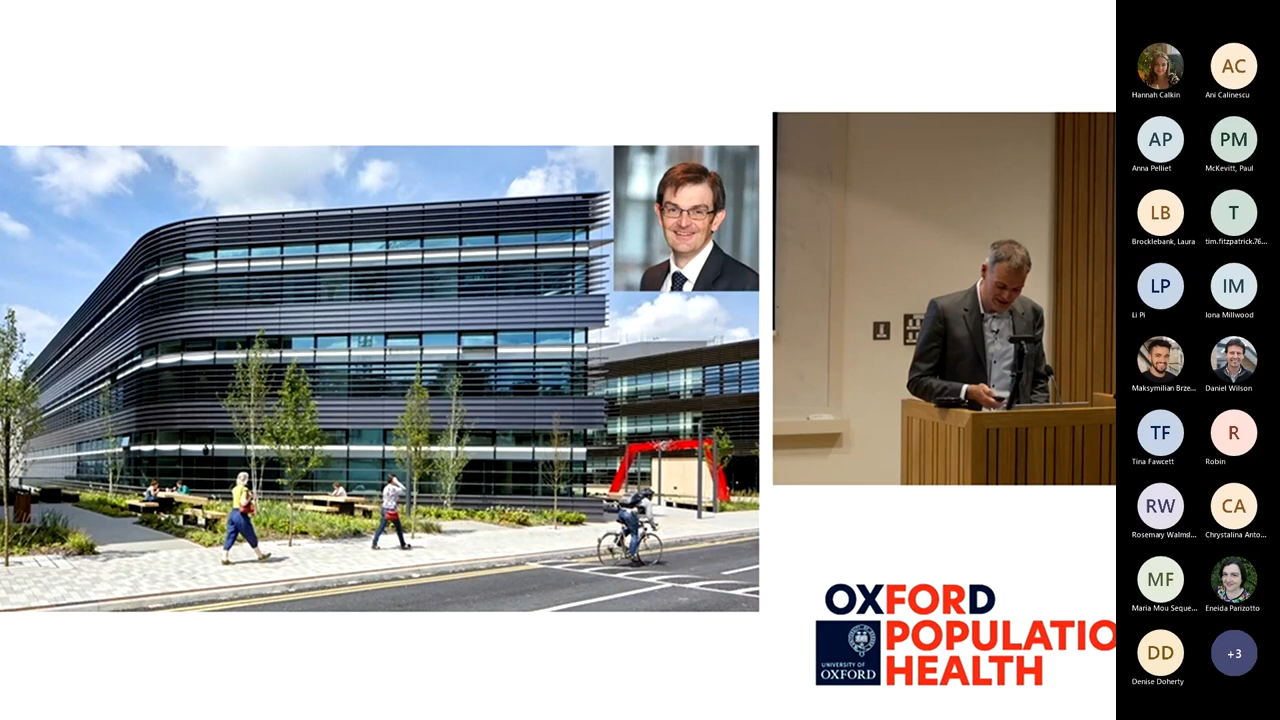 Hannah Calkin
AC
Ani Calinescu
AP
Anna Pelliet
PM
McKevitt, Paul
LB
Brocklebank, Laura
T
tim.fitzpatrick.76...
LP
Li Pi
IM
Iona Millwood
Maksymilian Brze...
Daniel Wilson
TF
Tina Fawcett
R
Robin
RW
Rosemary Walmsl...
CA
Chrystalina Anto...
MF
Maria Mou Seque...
Eneida Parizotto
DD
Denise Doherty
+3
OXFORD
POPULATIO
HEALTH
UNIVERSITY OF
OXFORD